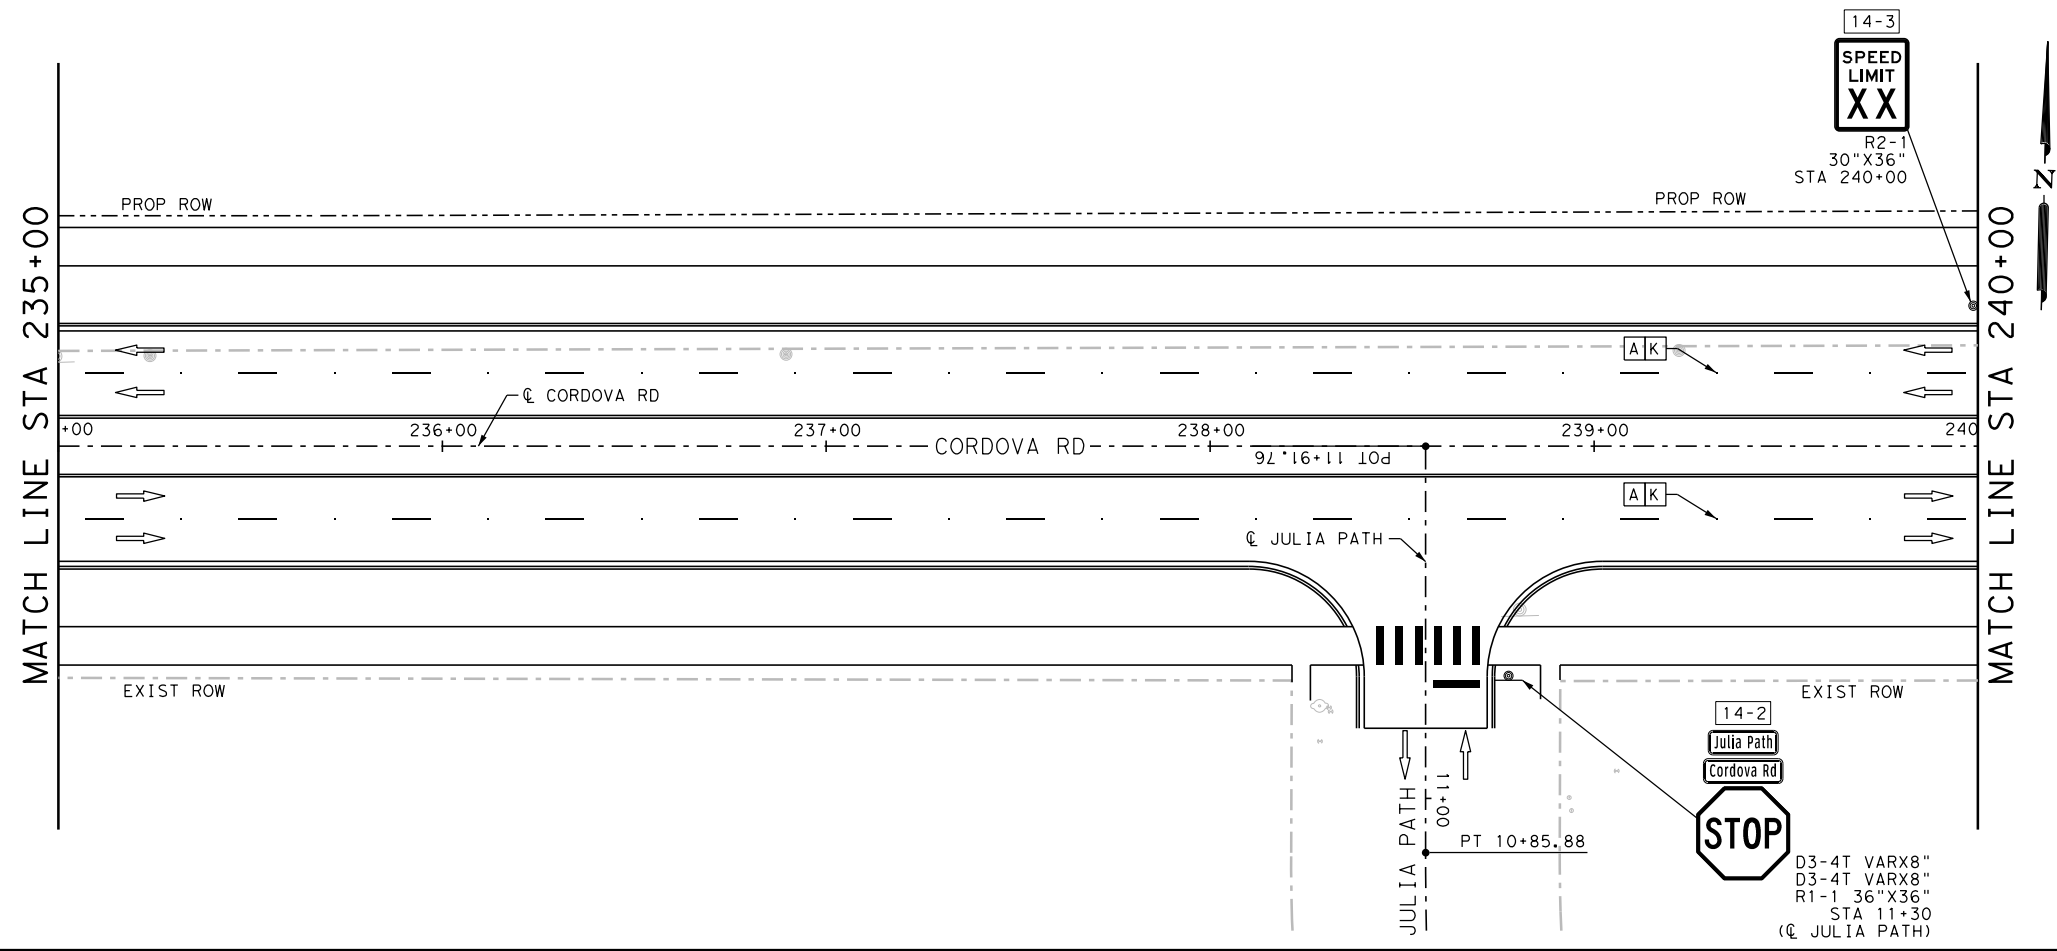 14-3
SPEED
LIMIT
XX
R2-1
30"X36"
STA 240+00
N
PROP ROW
PROP ROW
MATCH LINE STA 235+00
MATCH LINE STA 240+00
A K
℄ CORDOVA RD
+00
236+00
237+00
238+00
239+00
240
CORDOVA RD
POT 11+91.76
A K
℄ JULIA PATH
EXIST ROW
EXIST ROW
14-2
Julia Path
Cordova Rd
STOP
D3-4T VARX8"
D3-4T VARX8"
R1-1 36"X36"
STA 11+30
(℄ JULIA PATH)
11+00
JULIA PATH
PT 10+85.88